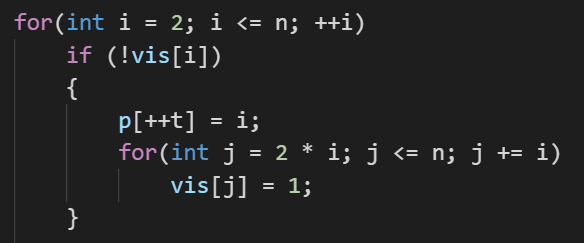 for(int i = 2; i <= n; ++i)
    if (!vis[i])
    {
        p[++t] = i;
        for(int j = 2 * i; j <= n; j += i)
            vis[j] = 1;
    }